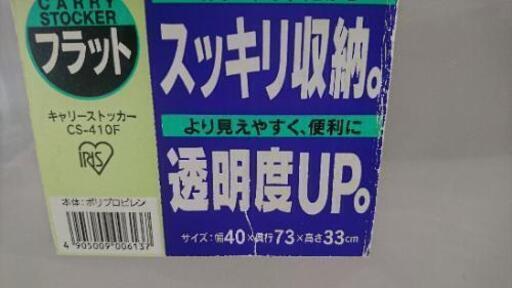 CARRY
STOCKER
フラット
キャリーストッカー
CS-410F
IRIS
本体:ポリプロピレン
4 905009 006137
スッキリ収納。
より見えやすく、便利に
透明度UP。
サイズ:幅40×奥行73×高さ33cm